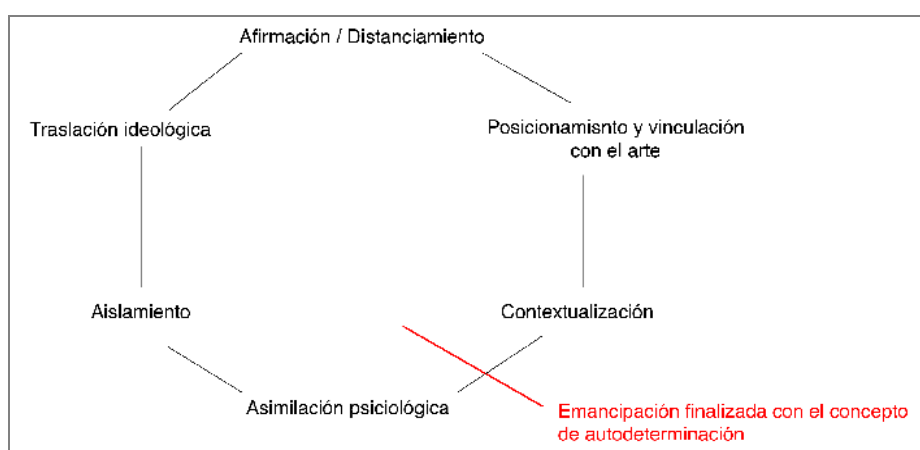 Afirmación / Distanciamiento
Traslación ideológica
Posicionamisnto y vinculación
con el arte
Aislamiento
Contextualización
Asimilación psiciológica
Emancipación finalizada con el concepto
de autodeterminación